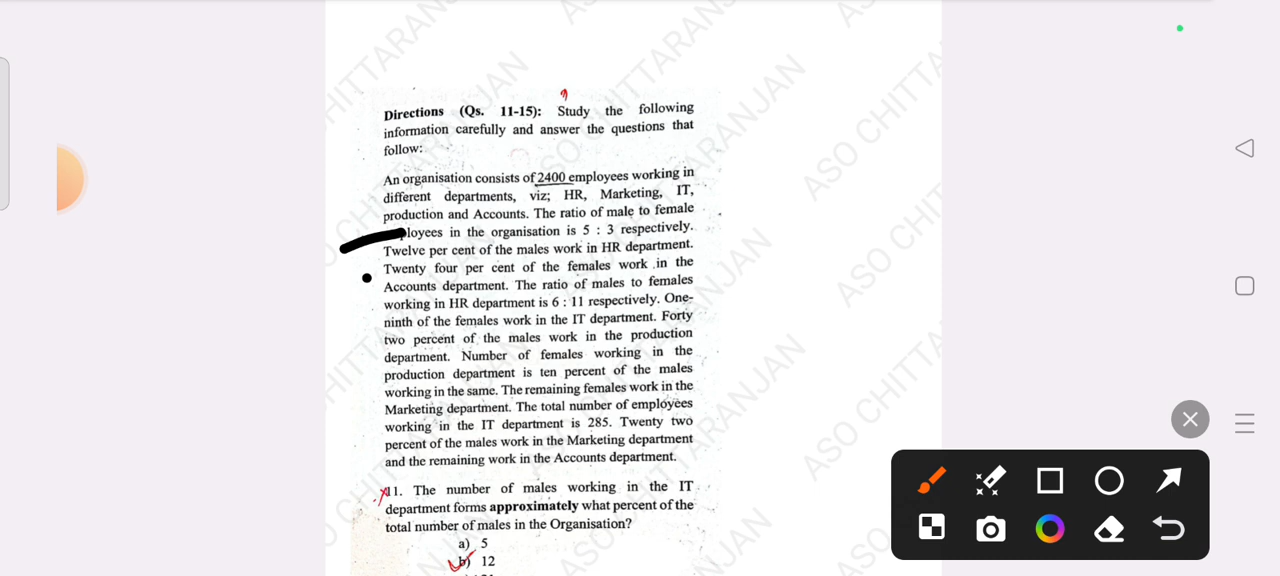 Directions (Qs. 11-15): Study the following
information carefully and answer the questions that
follow:
An organisation consists of 2400 employees working in
different departments, viz; HR, Marketing, IT,
production and Accounts. The ratio of male to female
ployees in the organisation is 5 : 3 respectively.
Twelve per cent of the males work in HR department.
Twenty four per cent of the females work in the
Accounts department. The ratio of males to females
working in HR department is 6 : 11 respectively. One-
ninth of the females work in the IT department. Forty
two percent of the males work in the production
department. Number of females working in the
production department is ten percent of the males
working in the same. The remaining females work in the
Marketing department. The total number of employees
working in the IT department is 285. Twenty two
percent of the males work in the Marketing department
and the remaining work in the Accounts department.
11. The number of males working in the IT
department forms approximately what percent of the
total number of males in the Organisation?
a) 5
b) 12
ASO CHITTARANJAN
ASO CHITTARANJAN
ASO CHITTARANJAN